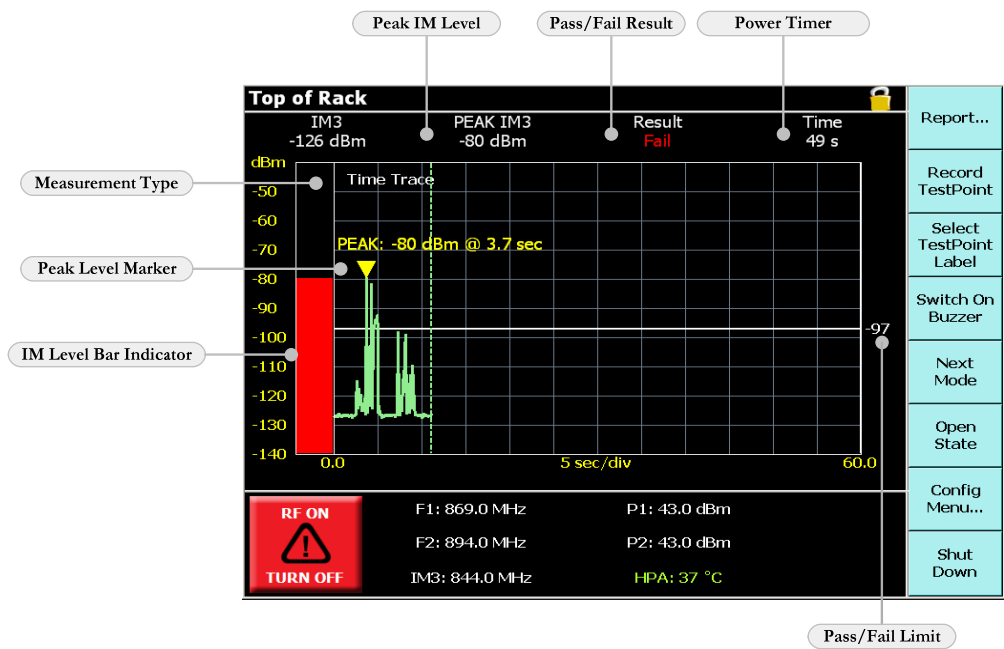 Peak IM Level
Pass/Fail Result
Power Timer
Top of Rack
IM3
-126 dBm
PEAK IM3
-80 dBm
Result
Fail
Time
49 s
Report...
Record
TestPoint
Select
TestPoint
Label
Switch On
Buzzer
Next
Mode
Open
State
Config
Menu...
Shut
Down
Measurement Type
Peak Level Marker
IM Level Bar Indicator
dBm
-50
-60
-70
-80
-90
-100
-110
-120
-130
-140
Time Trace
PEAK: -80 dBm @ 3.7 sec
-97
0.0
5 sec/div
60.0
RF ON
TURN OFF
F1: 869.0 MHz
P1: 43.0 dBm
F2: 894.0 MHz
P2: 43.0 dBm
IM3: 844.0 MHz
HPA: 37 °C
Pass/Fail Limit